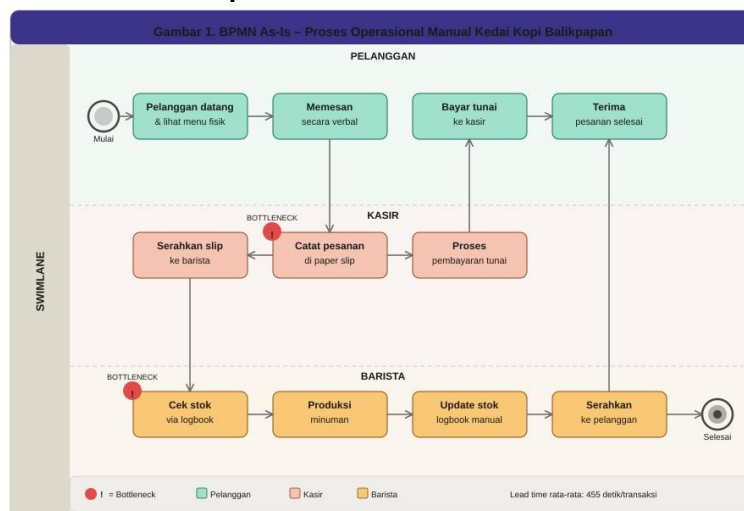 Gambar 1. BPMN As-Is – Proses Operasional Manual Kedai Kopi Balikpapan
PELANGGAN
Pelanggan datang
& lihat menu fisik
Memesan
secara verbal
Bayar tunai
ke kasir
Terima
pesanan selesai
Mulai
SWIMLANE
KASIR
BOTTLENECK
!
Serahkan slip
ke barista
Catat pesanan
di paper slip
Proses
pembayaran tunai
BARISTA
BOTTLENECK
!
Cek stok
via logbook
Produksi
minuman
Update stok
logbook manual
Serahkan
ke pelanggan
Selesai
! = Bottleneck
Pelanggan
Kasir
Barista
Lead time rata-rata: 455 detik/transaksi